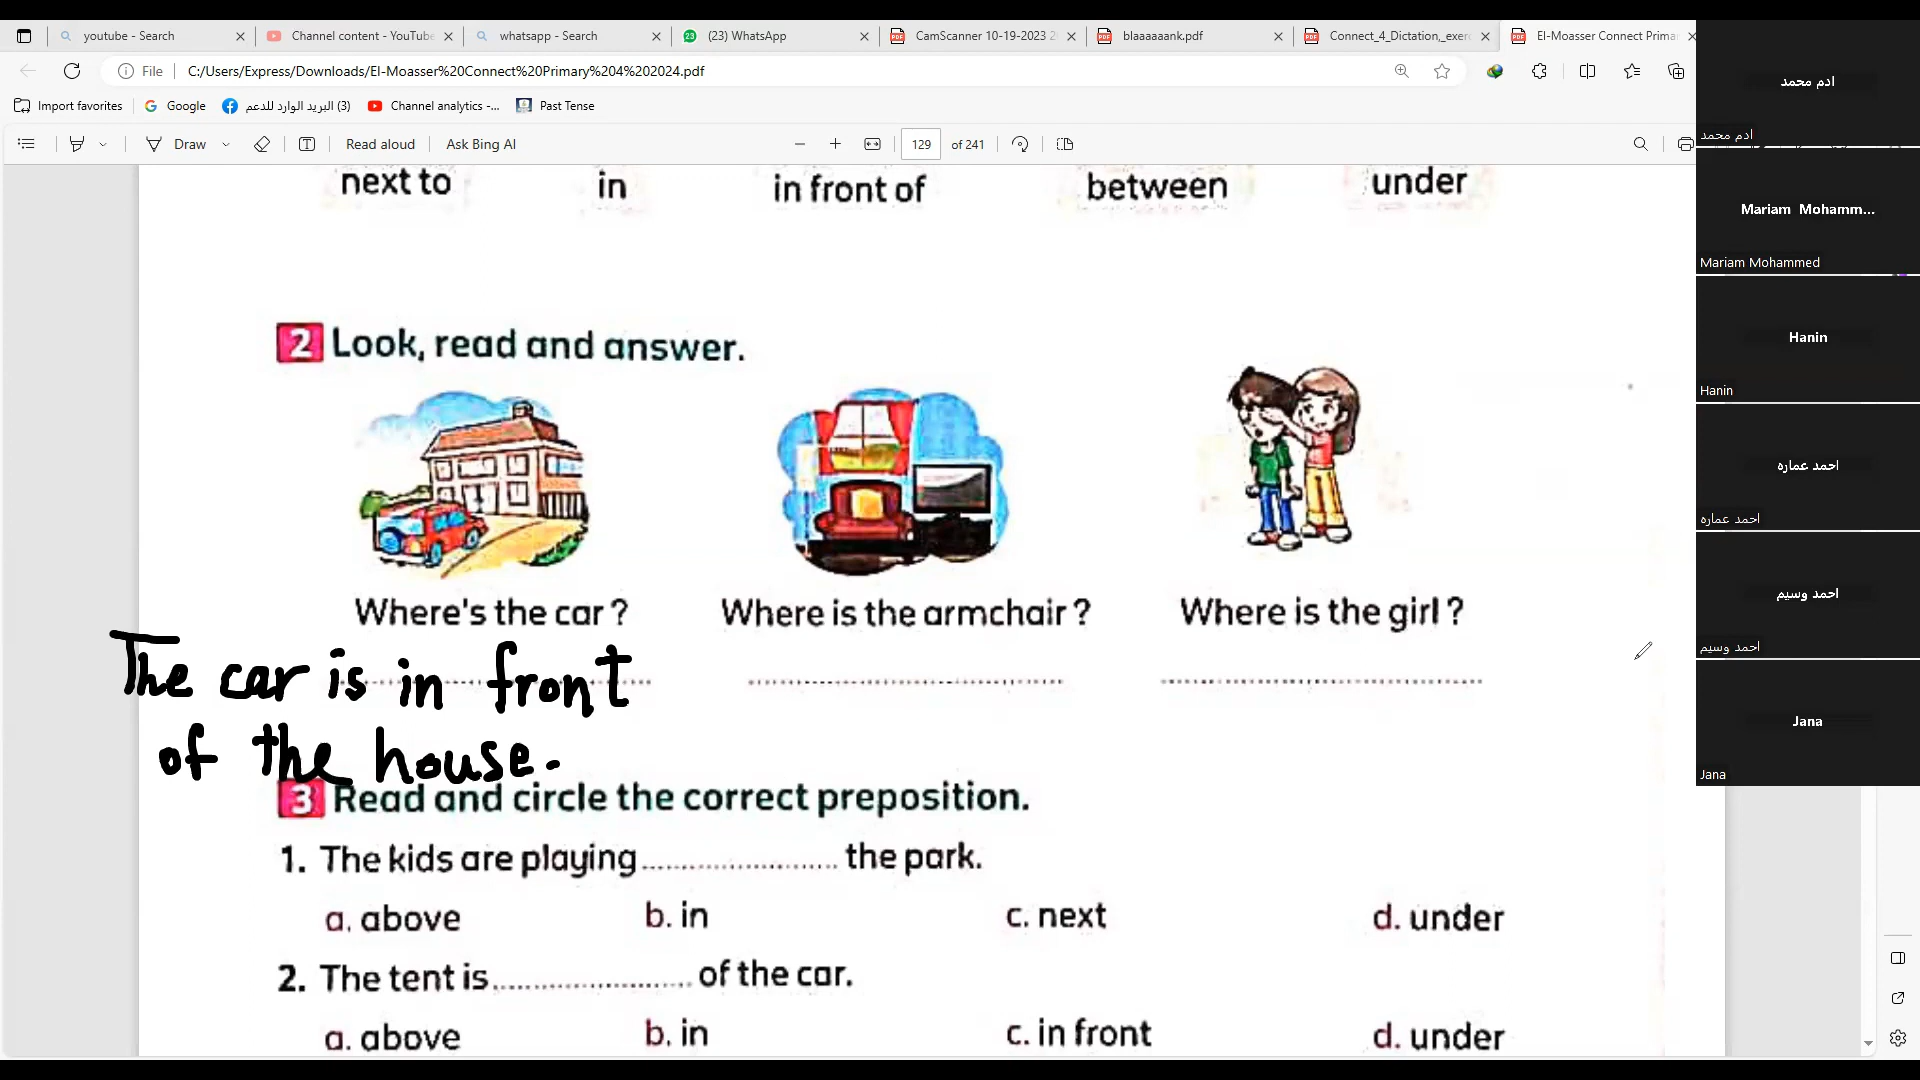 youtube - Search
Channel content - YouTube
whatsapp - Search
(23) WhatsApp
CamScanner 10-19-2023
blaaaaaank.pdf
Connect_4_Dictation,_exer
El-Moasser Connect Prima
File C:/Users/Express/Downloads/El-Moasser%20Connect%20Primary%204%202024.pdf
Import favorites Google (3) البريد الوارد للدعم Channel analytics -... Past Tense
Draw Read aloud Ask Bing AI 129 of 241
next to in in front of between under
2 Look, read and answer.
Where's the car ? Where is the armchair ? Where is the girl ?
The car is in front
of the house.
3 Read and circle the correct preposition.
1. The kids are playing ........................ the park.
a. above b. in c. next d. under
2. The tent is ........................ of the car.
a. above b. in c. in front d. under
ادم محمد
ادم محمد
Mariam Mohamm...
Mariam Mohammed
Hanin
Hanin
احمد عماره
احمد عماره
احمد وسيم
احمد وسيم
Jana
Jana